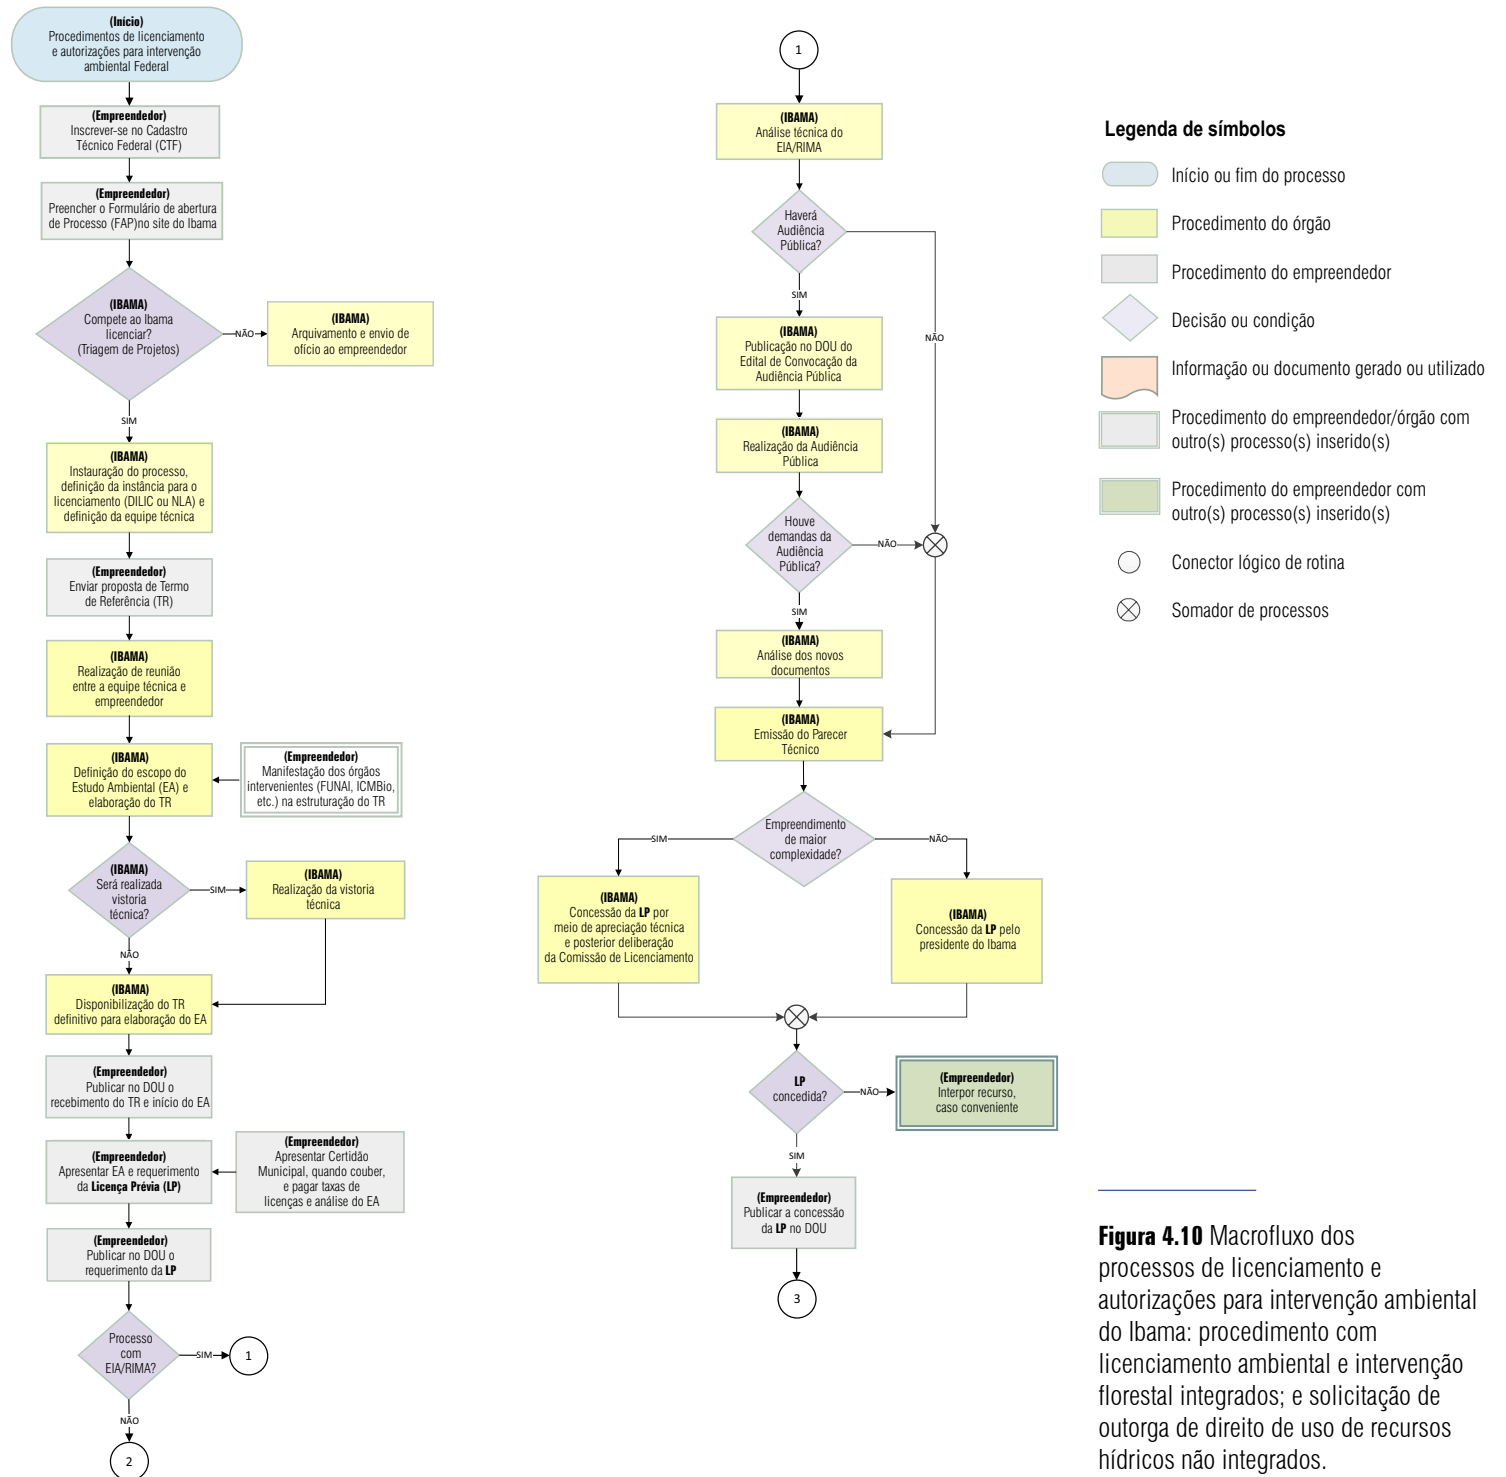 (Início)
Procedimentos de licenciamento
e autorizações para intervenção
ambiental Federal
(Empreendedor)
Inscrever-se no Cadastro
Técnico Federal (CTF)
(Empreendedor)
Preencher o Formulário de abertura
de Processo (FAP)no site do Ibama
(IBAMA)
Compete ao Ibama
licenciar?
(Triagem de Projetos)
NÃO
(IBAMA)
Arquivamento e envio de
ofício ao empreendedor
SIM
(IBAMA)
Instauração do processo,
definição da instância para o
licenciamento (DILIC ou NLA) e
definição da equipe técnica
(Empreendedor)
Enviar proposta de Termo
de Referência (TR)
(IBAMA)
Realização de reunião
entre a equipe técnica e
empreendedor
(IBAMA)
Definição do escopo do
Estudo Ambiental (EA) e
elaboração do TR
(Empreendedor)
Manifestação dos órgãos
intervenientes (FUNAI, ICMBio,
etc.) na estruturação do TR
(IBAMA)
Será realizada
vistoria
técnica?
SIM
(IBAMA)
Realização da vistoria
técnica
NÃO
(IBAMA)
Disponibilização do TR
definitivo para elaboração do EA
(Empreendedor)
Publicar no DOU o
recebimento do TR e início do EA
(Empreendedor)
Apresentar EA e requerimento
da Licença Prévia (LP)
(Empreendedor)
Apresentar Certidão
Municipal, quando couber,
e pagar taxas de
licenças e análise do EA
(Empreendedor)
Publicar no DOU o
requerimento da LP
Processo
com
EIA/RIMA?
SIM
1
NÃO
2
1
(IBAMA)
Análise técnica do
EIA/RIMA
Haverá
Audiência
Pública?
SIM
NÃO
(IBAMA)
Publicação no DOU do
Edital de Convocação da
Audiência Pública
(IBAMA)
Realização da Audiência
Pública
Houve
demandas da
Audiência
Pública?
NÃO
SIM
(IBAMA)
Análise dos novos
documentos
(IBAMA)
Emissão do Parecer
Técnico
Empreendimento
de maior
complexidade?
SIM
NÃO
(IBAMA)
Concessão da LP por
meio de apreciação técnica
e posterior deliberação
da Comissão de Licenciamento
(IBAMA)
Concessão da LP pelo
presidente do Ibama
LP
concedida?
NÃO
(Empreendedor)
Interpor recurso,
caso conveniente
SIM
(Empreendedor)
Publicar a concessão
da LP no DOU
3
Legenda de símbolos
Início ou fim do processo
Procedimento do órgão
Procedimento do empreendedor
Decisão ou condição
Informação ou documento gerado ou utilizado
Procedimento do empreendedor/órgão com
outro(s) processo(s) inserido(s)
Procedimento do empreendedor com
outro(s) processo(s) inserido(s)
Conector lógico de rotina
Somador de processos
Figura 4.10 Macrofluxo dos
processos de licenciamento e
autorizações para intervenção ambiental
do Ibama: procedimento com
licenciamento ambiental e intervenção
florestal integrados; e solicitação de
outorga de direito de uso de recursos
hídricos não integrados.